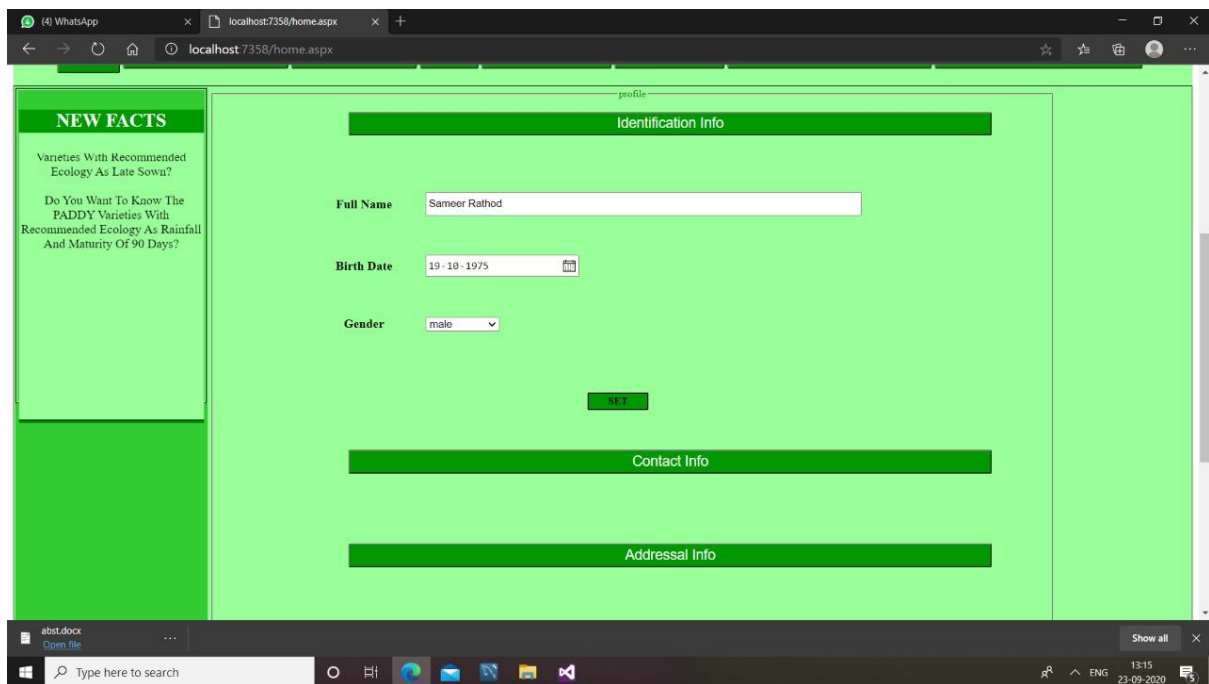 (4) WhatsApp
localhost:7358/home.aspx
localhost:7358/home.aspx
profile
NEW FACTS
Varieties With Recommended
Ecology As Late Sown?
Do You Want To Know The
PADDY Varieties With
Recommended Ecology As Rainfall
And Maturity Of 90 Days?
Identification Info
Full Name
Sameer Rathod
Birth Date
19-10-1975
Gender
male
SET
Contact Info
Addressal Info
abst.docx
Open file
Show all
Type here to search
ENG
13:15
23-09-2020
5